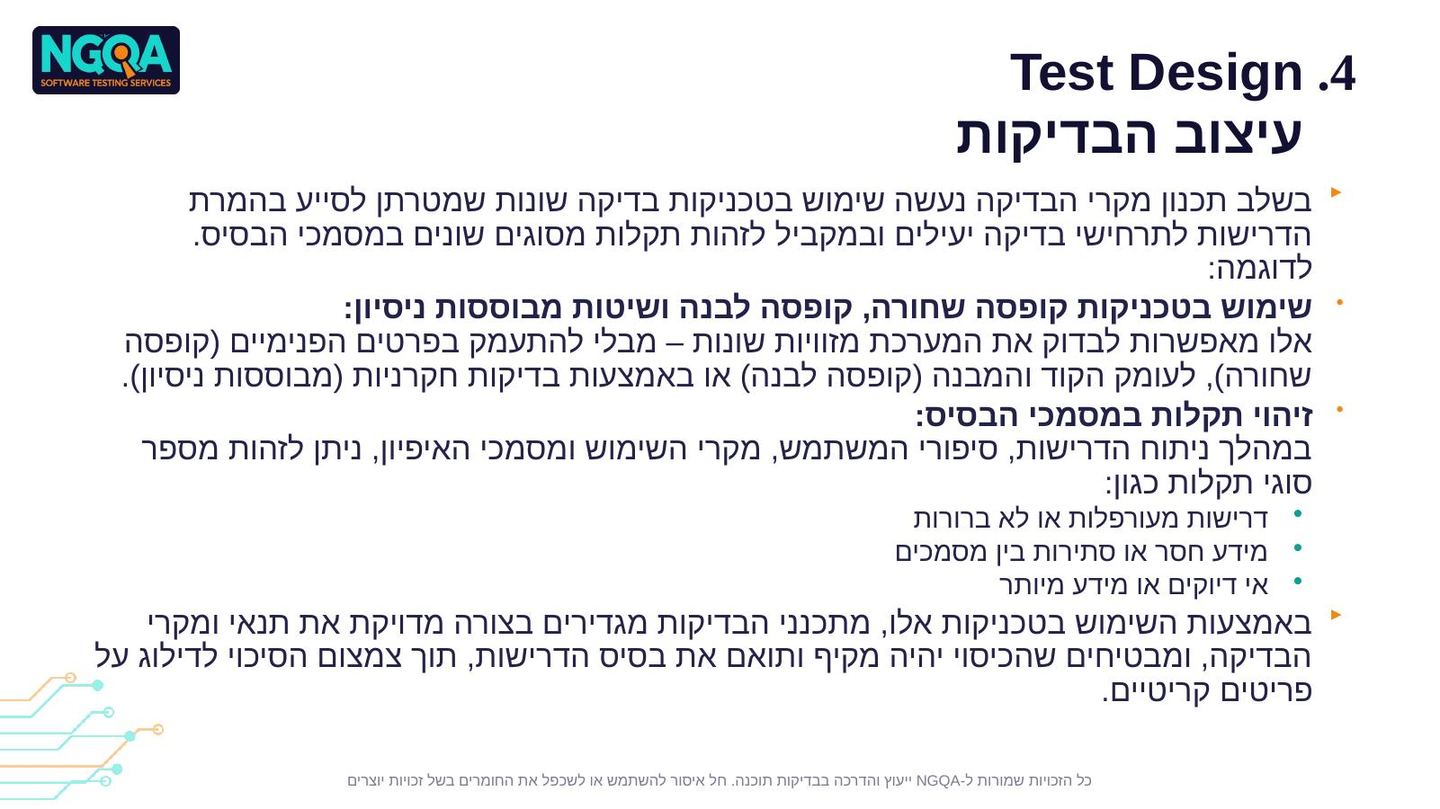 NGQA
SOFTWARE TESTING SERVICES
4. Test Design
עיצוב הבדיקות
בשלב תכנון מקרי הבדיקה נעשה שימוש בטכניקות בדיקה שונות שמטרתן לסייע בהמרת
הדרישות לתרחישי בדיקה יעילים ובמקביל לזהות תקלות מסוגים שונים במסמכי הבסיס.
לדוגמה:
שימוש בטכניקות קופסה שחורה, קופסה לבנה ושיטות מבוססות ניסיון:
אלו מאפשרות לבדוק את המערכת מזוויות שונות – מבלי להתעמק בפרטים הפנימיים (קופסה
שחורה), לעומק הקוד והמבנה (קופסה לבנה) או באמצעות בדיקות חקרניות (מבוססות ניסיון).
זיהוי תקלות במסמכי הבסיס:
במהלך ניתוח הדרישות, סיפורי המשתמש, מקרי השימוש ומסמכי האיפיון, ניתן לזהות מספר
סוגי תקלות כגון:
דרישות מעורפלות או לא ברורות
מידע חסר או סתירות בין מסמכים
אי דיוקים או מידע מיותר
באמצעות השימוש בטכניקות אלו, מתכנני הבדיקות מגדירים בצורה מדויקת את תנאי ומקרי
הבדיקה, ומבטיחים שהכיסוי יהיה מקיף ותואם את בסיס הדרישות, תוך צמצום הסיכוי לדילוג על
פריטים קריטיים.
כל הזכויות שמורות ל-NGQA ייעוץ והדרכה בבדיקות תוכנה. חל איסור להשתמש או לשכפל את החומרים בשל זכויות יוצרים